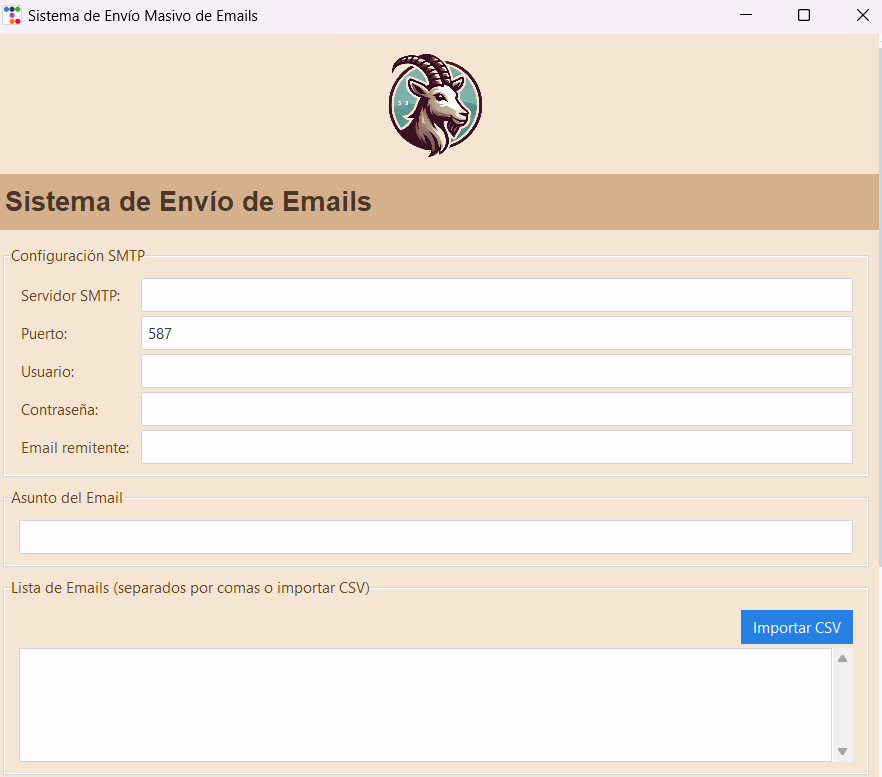 Sistema de Envío Masivo de Emails
Sistema de Envío de Emails
Configuración SMTP
Servidor SMTP:
Puerto: 587
Usuario:
Contraseña:
Email remitente:
Asunto del Email
Lista de Emails (separados por comas o importar CSV)
Importar CSV